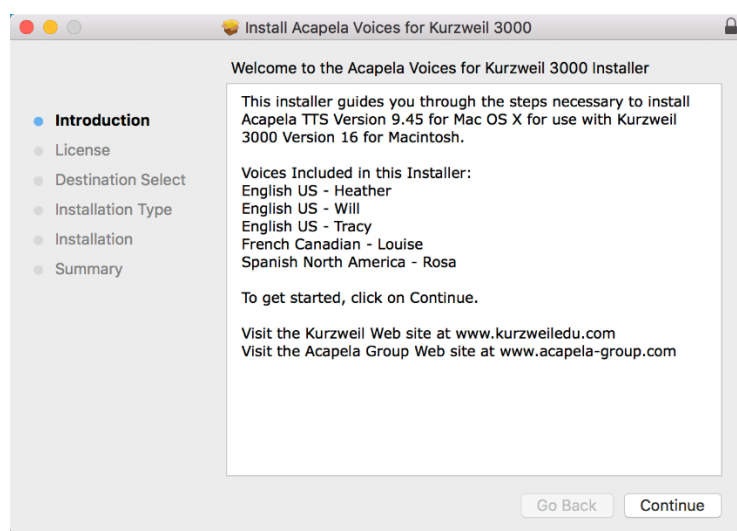 Install Acapela Voices for Kurzweil 3000
Welcome to the Acapela Voices for Kurzweil 3000 Installer
Introduction
License
Destination Select
Installation Type
Installation
Summary
This installer guides you through the steps necessary to install
Acapela TTS Version 9.45 for Mac OS X for use with Kurzweil
3000 Version 16 for Macintosh.
Voices Included in this Installer:
English US - Heather
English US - Will
English US - Tracy
French Canadian - Louise
Spanish North America - Rosa
To get started, click on Continue.
Visit the Kurzweil Web site at www.kurzweiledu.com
Visit the Acapela Group Web site at www.acapela-group.com
Go Back
Continue